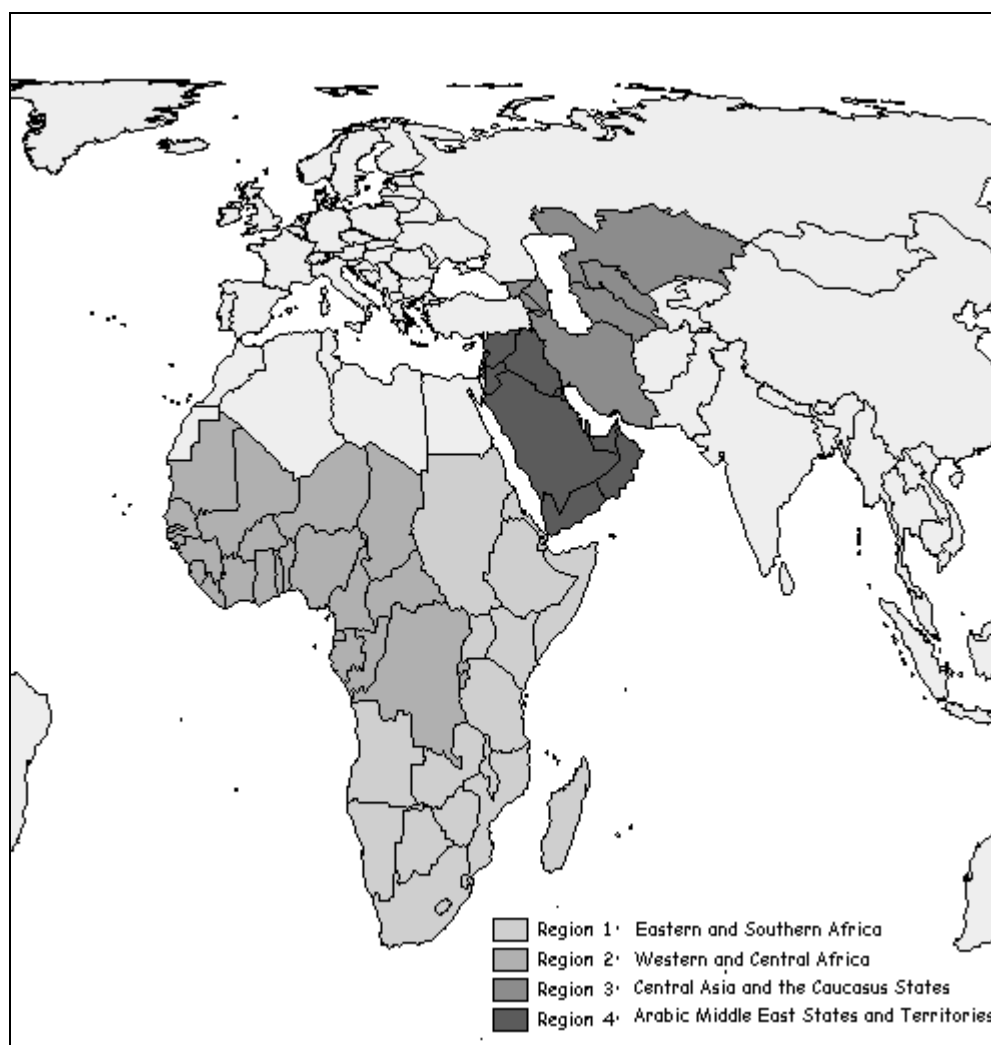 Region 1· Eastern and Southern Africa
Region 2· Western and Central Africa
Region 3· Central Asia and the Caucasus States
Region 4· Arabic Middle East States and Territories